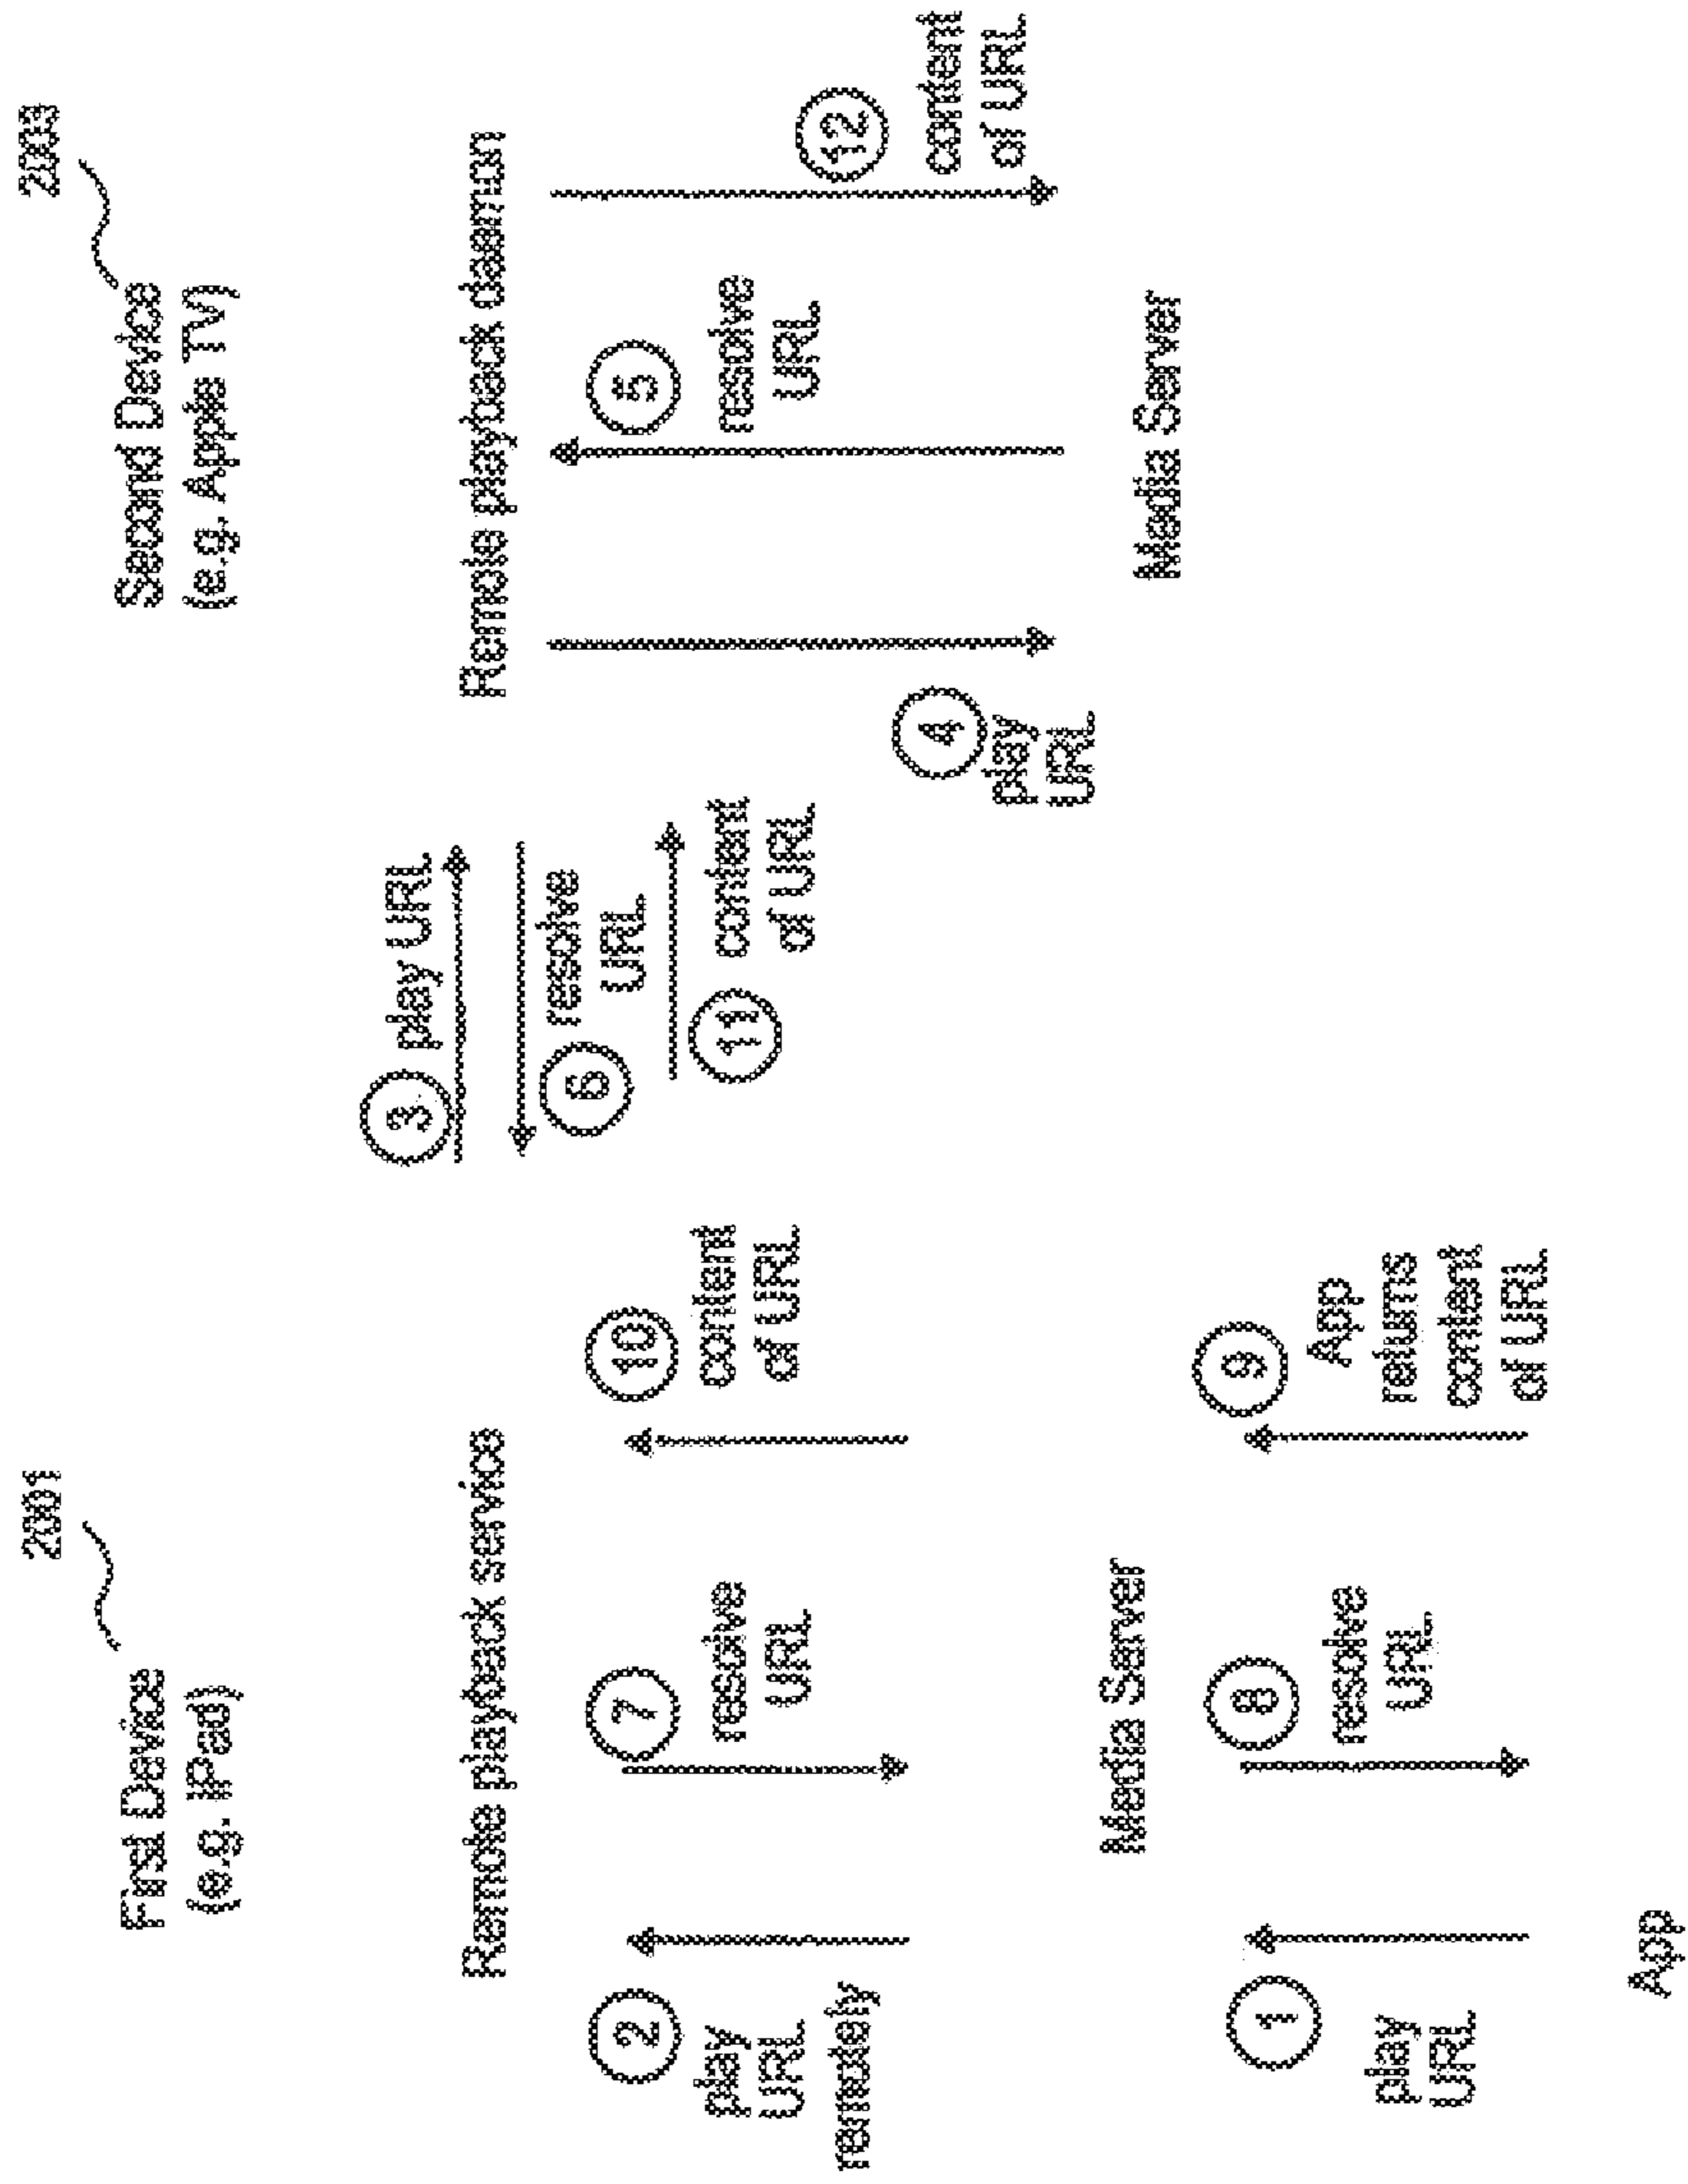 2001
First Device
(e.g. iPad)
2003
Second Device
(e.g. Apple TV)
Remote playback service
Remote playback daemon
3 play URL
6 resolve
URL
11 content
of URL
2
play
URL
remotely
7
resolve
URL
10
content
of URL
4
play
URL
5
resolve
URL
12
content
of URL
Media Server
Media Server
1
play
URL
8
resolve
URL
9
App
returns
content
of URL
App